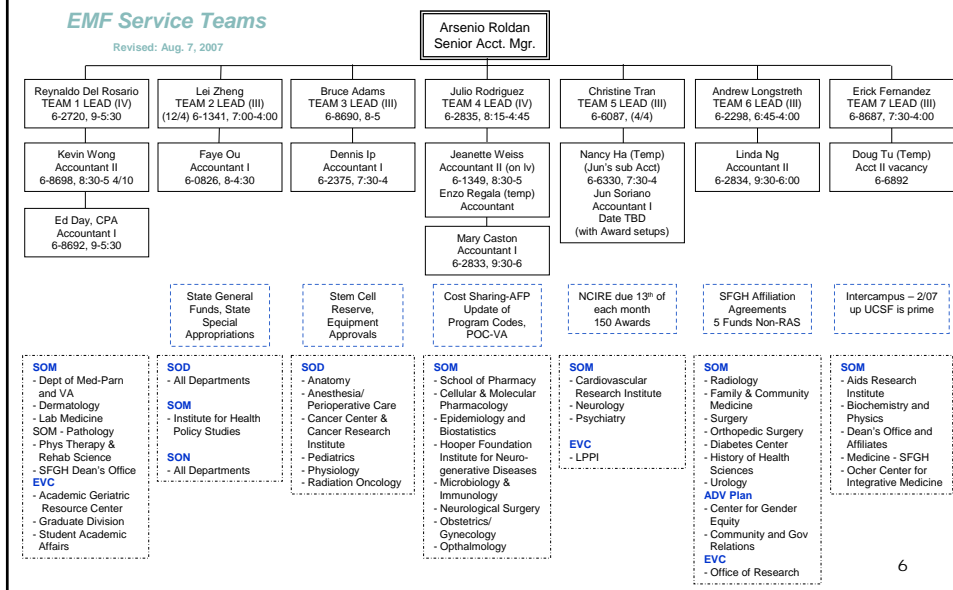 EMF Service Teams
Revised: Aug. 7, 2007
Arsenio Roldan
Senior Acct. Mgr.
Reynaldo Del Rosario
TEAM 1 LEAD (IV)
6-2720, 9-5:30
Lei Zheng
TEAM 2 LEAD (III)
(12/4) 6-1341, 7:00-4:00
Bruce Adams
TEAM 3 LEAD (III)
6-8690, 8-5
Julio Rodriguez
TEAM 4 LEAD (IV)
6-2835, 8:15-4:45
Christine Tran
TEAM 5 LEAD (III)
6-6087, (4/4)
Andrew Longstreth
TEAM 6 LEAD (III)
6-2298, 6:45-4:00
Erick Fernandez
TEAM 7 LEAD (III)
6-8687, 7:30-4:00
Kevin Wong
Accountant II
6-8698, 8:30-5 4/10
Faye Ou
Accountant I
6-0826, 8-4:30
Dennis Ip
Accountant I
6-2375, 7:30-4
Jeanette Weiss
Accountant II (on lv)
6-1349, 8:30-5
Enzo Regala (temp)
Accountant
Nancy Ha (Temp)
(Jun's sub Acct)
6-6330, 7:30-4
Jun Soriano
Accountant I
Date TBD
(with Award setups)
Linda Ng
Accountant II
6-2834, 9:30-6:00
Doug Tu (Temp)
Acct II vacancy
6-6892
Ed Day, CPA
Accountant I
6-8692, 9-5:30
Mary Caston
Accountant I
6-2833, 9:30-6
State General
Funds, State
Special
Appropriations
Stem Cell
Reserve,
Equipment
Approvals
Cost Sharing-AFP
Update of
Program Codes,
POC-VA
NCIRE due 13th of
each month
150 Awards
SFGH Affiliation
Agreements
5 Funds Non-RAS
Intercampus – 2/07
up UCSF is prime
SOM
- Dept of Med-Parn
and VA
- Dermatology
- Lab Medicine
SOM - Pathology
- Phys Therapy &
Rehab Science
- SFGH Dean's Office
EVC
- Academic Geriatric
Resource Center
- Graduate Division
- Student Academic
Affairs
SOD
- All Departments
SOM
- Institute for Health
Policy Studies
SON
- All Departments
SOD
- Anatomy
- Anesthesia/
Perioperative Care
- Cancer Center &
Cancer Research
Institute
- Pediatrics
- Physiology
- Radiation Oncology
SOM
- School of Pharmacy
- Cellular & Molecular
Pharmacology
- Epidemiology and
Biostatistics
- Hooper Foundation
Institute for Neuro-
generative Diseases
- Microbiology &
Immunology
- Neurological Surgery
- Obstetrics/
Gynecology
- Opthalmology
SOM
- Cardiovascular
Research Institute
- Neurology
- Psychiatry
EVC
- LPPI
SOM
- Radiology
- Family & Community
Medicine
- Surgery
- Orthopedic Surgery
- Diabetes Center
- History of Health
Sciences
- Urology
ADV Plan
- Center for Gender
Equity
- Community and Gov
Relations
EVC
- Office of Research
SOM
- Aids Research
Institute
- Biochemistry and
Physics
- Dean's Office and
Affiliates
- Medicine - SFGH
- Ocher Center for
Integrative Medicine
6